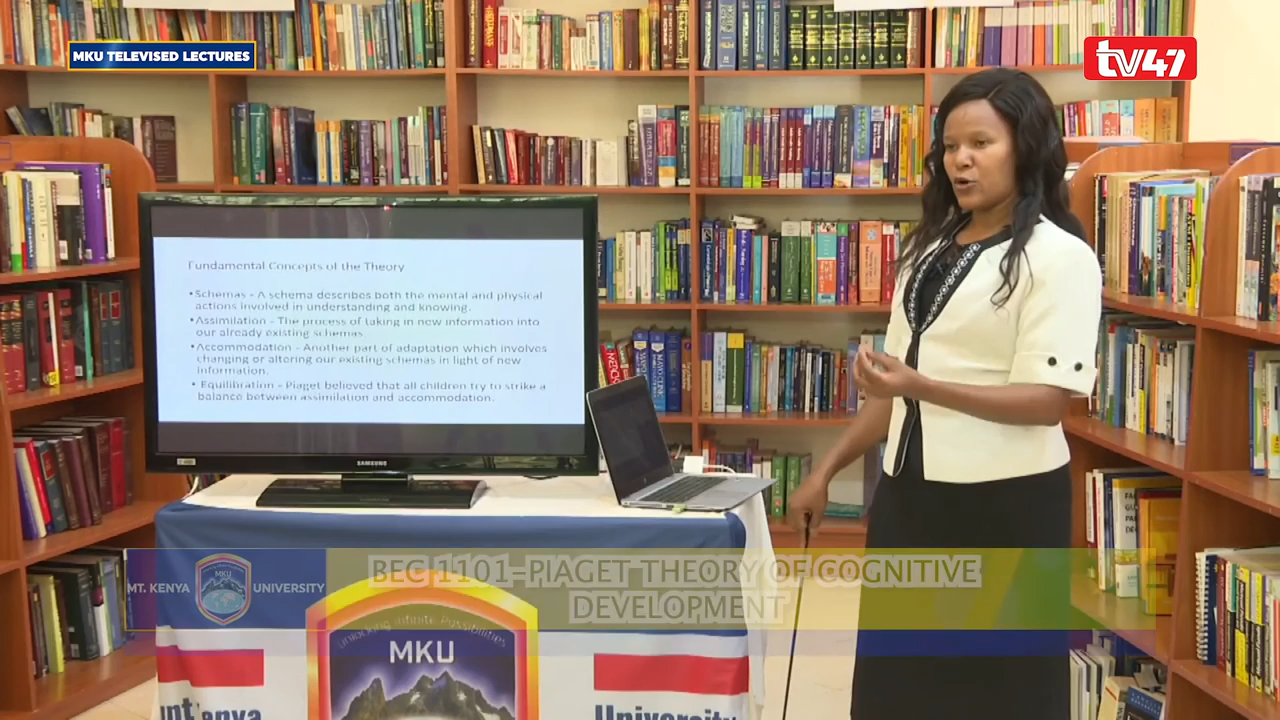 MKU TELEVISED LECTURES
tv47
Fundamental Concepts of the Theory
•Schemas - A schema describes both the mental and physical
actions involved in understanding and knowing.
•Assimilation - The process of taking in new information into
our already existing schemas
•Accommodation - Another part of adaptation which involves
changing or altering our existing schemas in light of new
information.
• Equilibration - Piaget believed that all children try to strike a
balance between assimilation and accommodation.
SAMSUNG
MT. KENYA
MKU
UNIVERSITY
BEC 1101-PIAGET THEORY OF COGNITIVE
DEVELOPMENT
Unlocking Infinite Possibilities
MKU
unt enya
University